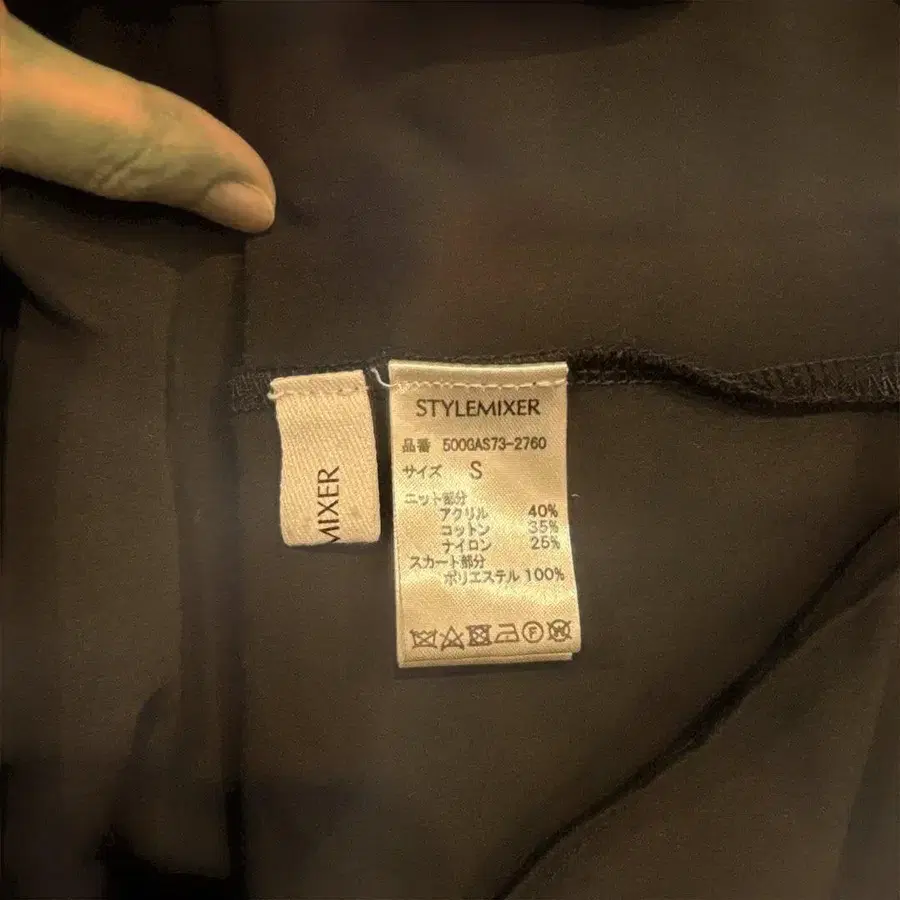 MIXER
STYLEMIXER
品番 500GAS73-2760
サイズ S
ニット部分
アクリル 40%
コットン 35%
ナイロン 25%
スカート部分
ポリエステル 100%
F
W